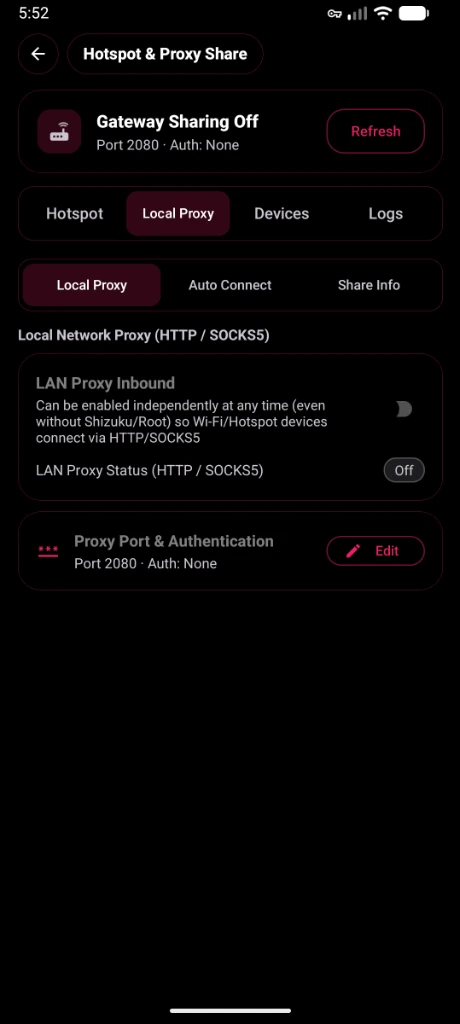 5:52
Hotspot & Proxy Share
Gateway Sharing Off
Port 2080 · Auth: None
Refresh
Hotspot
Local Proxy
Devices
Logs
Local Proxy
Auto Connect
Share Info
Local Network Proxy (HTTP / SOCKS5)
LAN Proxy Inbound
Can be enabled independently at any time (even
without Shizuku/Root) so Wi-Fi/Hotspot devices
connect via HTTP/SOCKS5
LAN Proxy Status (HTTP / SOCKS5)
Off
Proxy Port & Authentication
Port 2080 · Auth: None
Edit